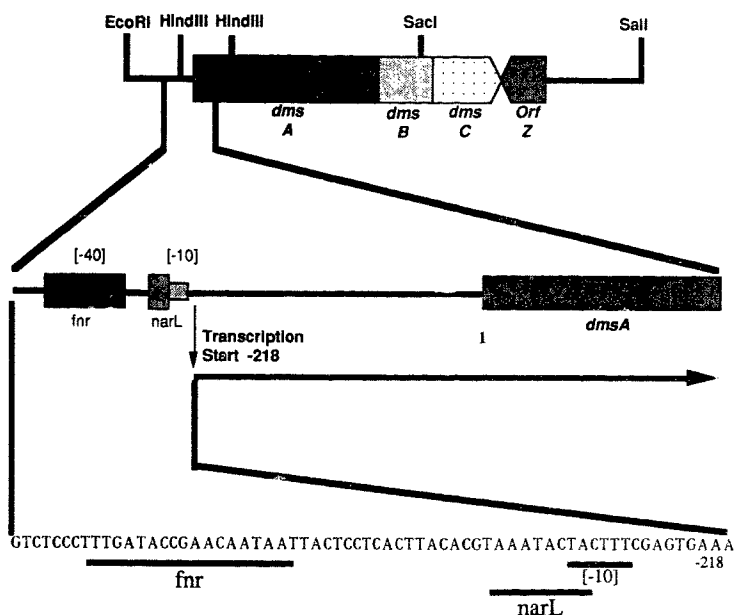 EcoRI HindIII HindIII SacI SalI
dms A dms B dms C Orf Z
[-40] [-10]
fnr narL dmsA
Transcription 1
Start -218
GTCTCCCTTTGATACCGAACAATAATTACTCCTCACTTACACGTAAATACTACTTTCGAGTGAAA
-218
fnr [-10]
narL